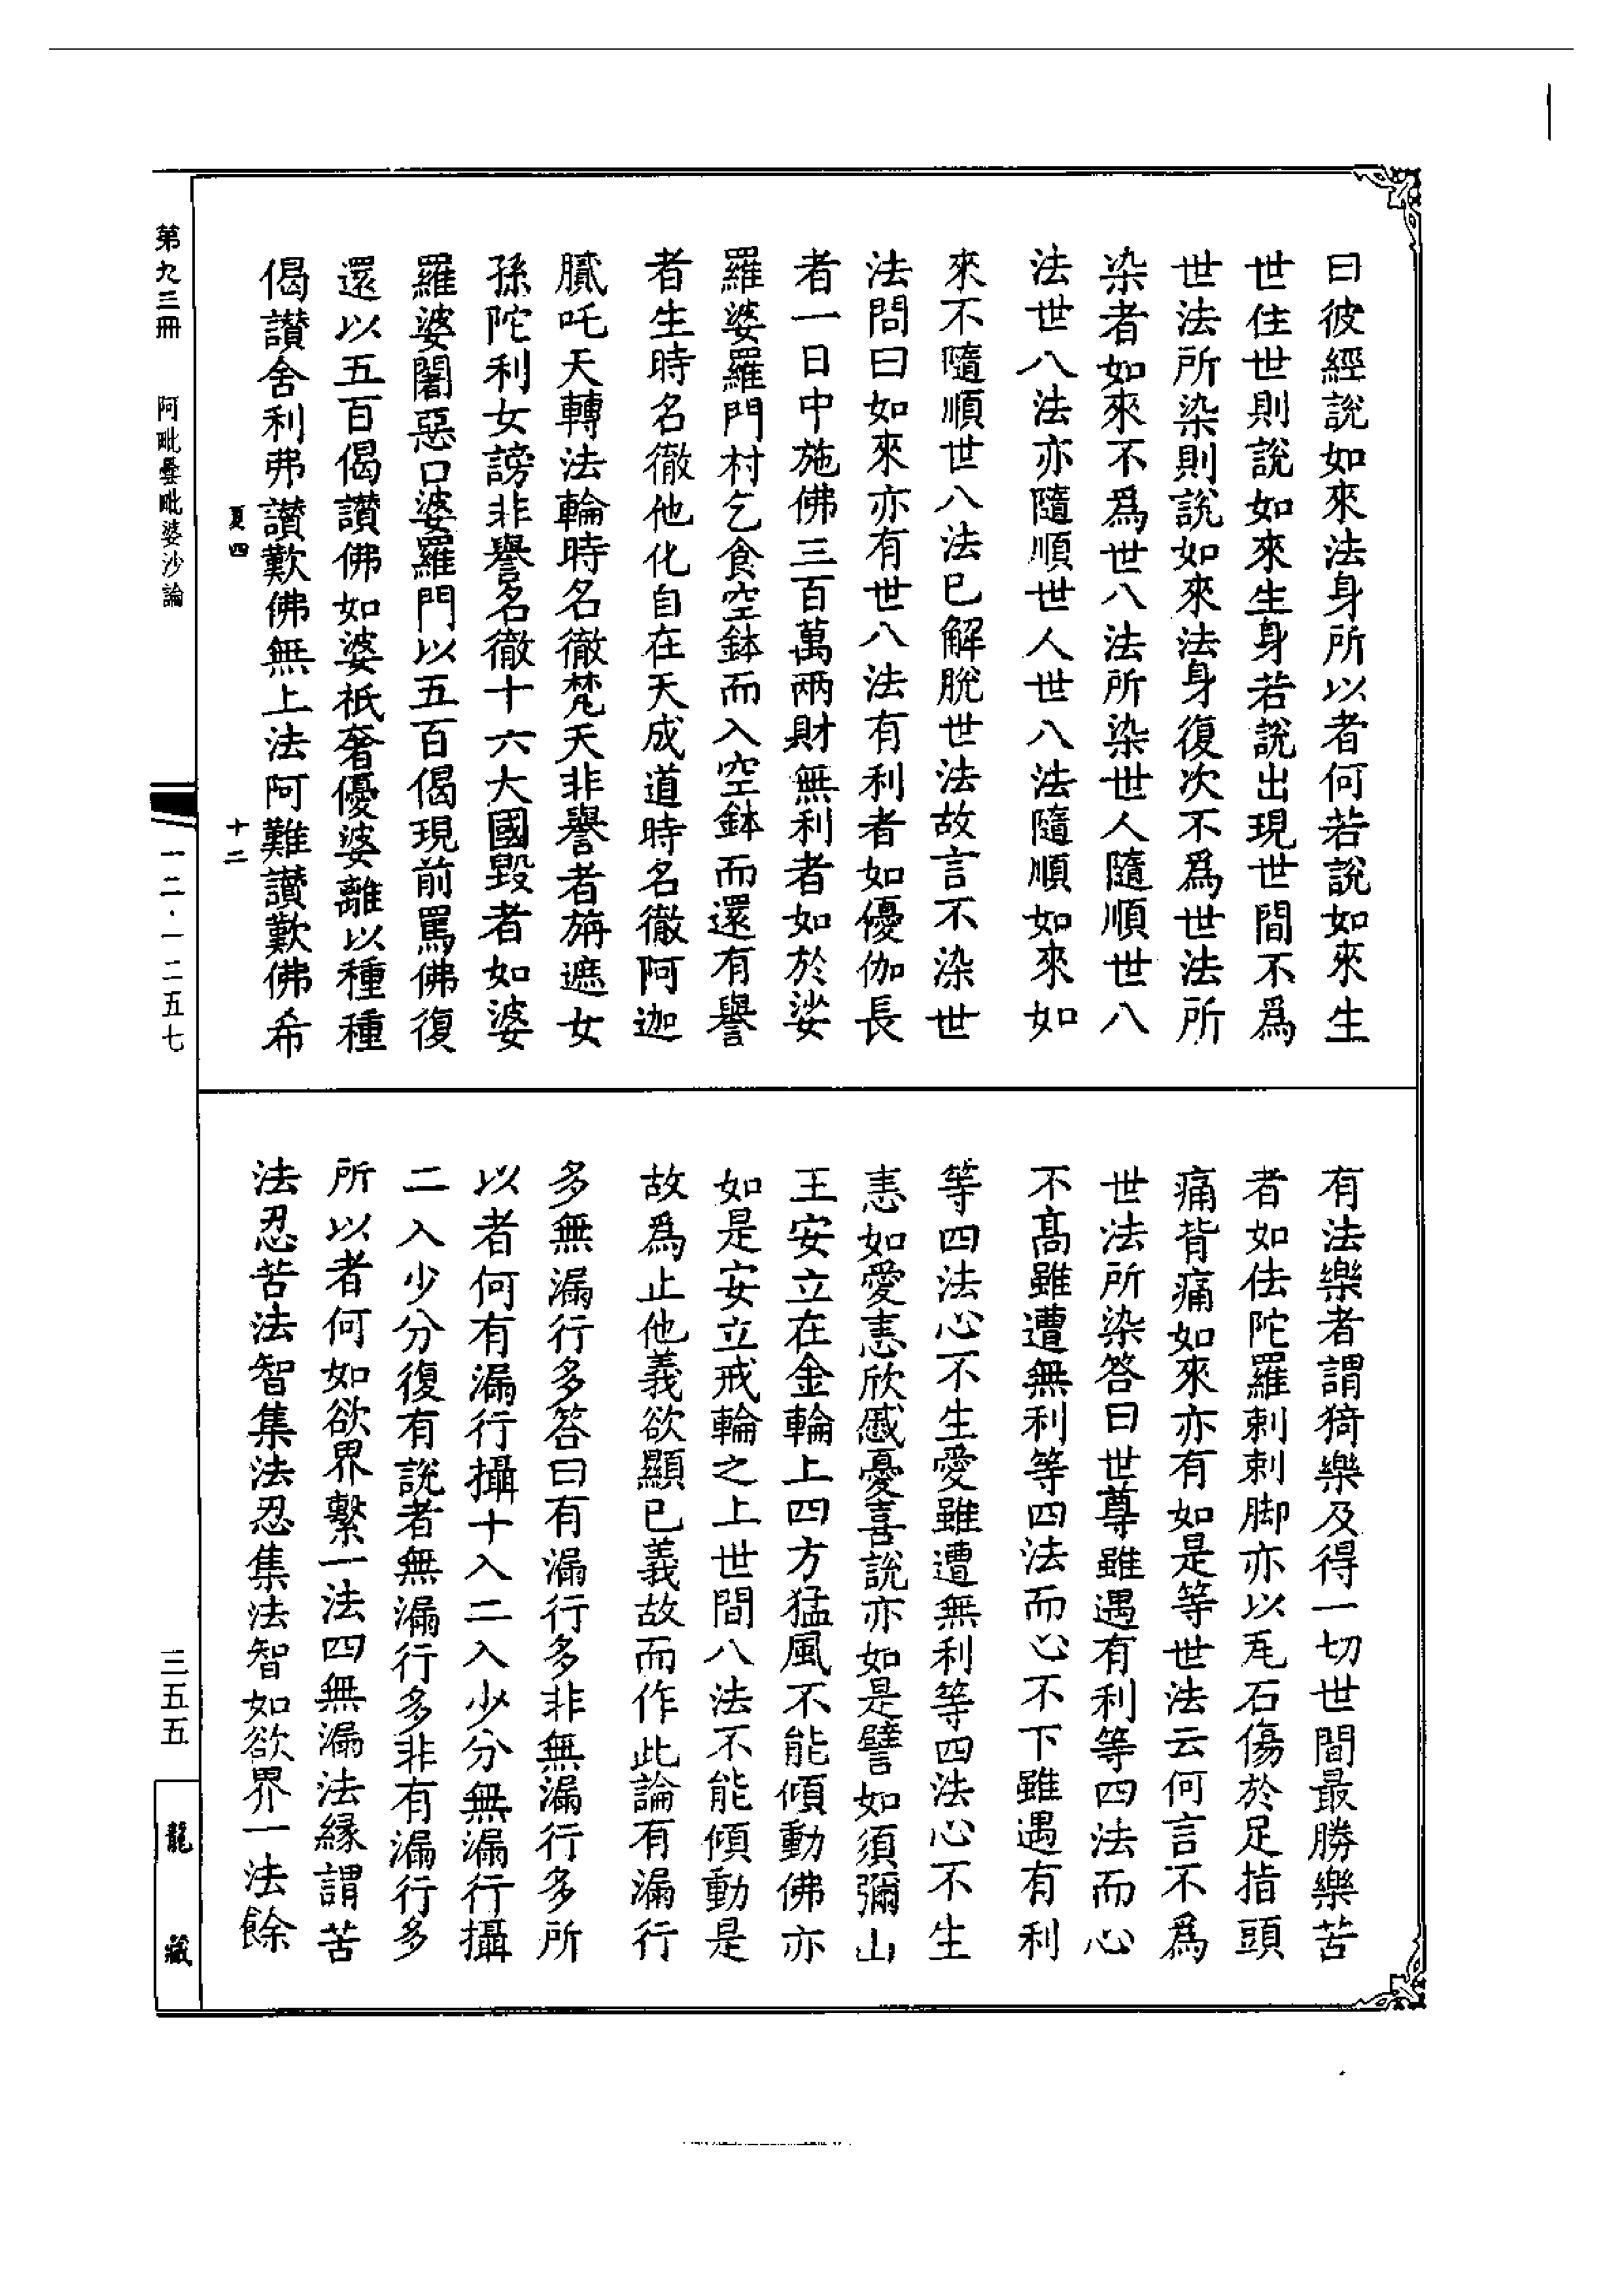 曰彼經說如來法身所以者何若說如來生
世住世則說如來生身若說出現世間不爲
世法所染則說如來法身復次不爲世法所
染者如來不爲世八法所染世人隨順世八
法世八法亦隨順世人世八法隨順如來如
來不隨順世八法已解脫世法故言不染世
法問曰如來亦有世八法有利者如優伽長
者一日中施佛三百萬兩財無利者如於娑
羅婆羅門村乞食空鉢而入空鉢而還有譽
者生時名徹他化自在天成道時名徹阿迦
膩吒天轉法輪時名徹梵天非譽者旃遮女
孫陀利女謗非譽名徹十六大國毀者如婆
羅婆闍惡口婆羅門以五百偈現前罵佛復
還以五百偈讚佛如婆祇奢優婆離以種種
偈讚舍利弗讚歎佛無上法阿難讚歎佛希
夏四 十二
有法樂者謂猗樂及得一切世間最勝樂苦
者如佉陀羅刺刺脚亦以瓦石傷於足指頭
痛背痛如來亦有如是等世法云何言不爲
世法所染答曰世尊雖遇有利等四法而心
不高雖遭無利等四法而心不下雖遇有利
等四法心不生愛雖遭無利等四法心不生
恚如愛恚欣慼憂喜說亦如是譬如須彌山
王安立在金輪上四方猛風不能傾動佛亦
如是安立戒輪之上世間八法不能傾動是
故爲止他義欲顯已義故而作此論有漏行
多無漏行多答曰有漏行多非無漏行多所
以者何有漏行攝十入二入少分無漏行攝
二入少分復有說者無漏行多非有漏行多
所以者何如欲界繫一法四無漏法緣謂苦
法忍苦法智集法忍集法智如欲界一法餘
第九三冊 阿毗曇毗婆沙論 一二·一二五七 三五五 龍藏